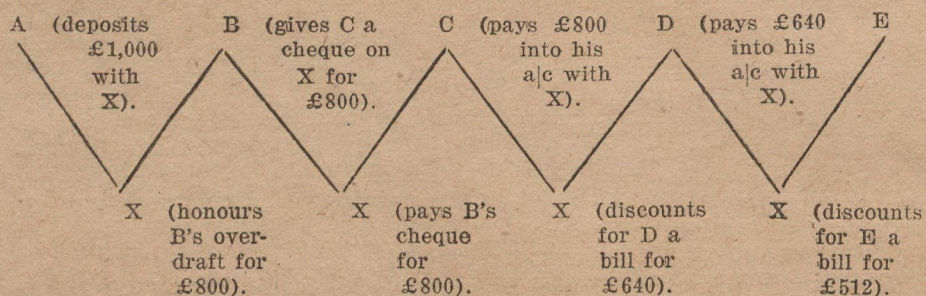 A (deposits £1,000 with X).
B (gives C a cheque on X for £800).
C (pays £800 into his a|c with X).
D (pays £640 into his a|c with X).
E
X (honours B's over-draft for £800).
X (pays B's cheque for £800).
X (discounts for D a bill for £640).
X (discounts for E a bill for £512).